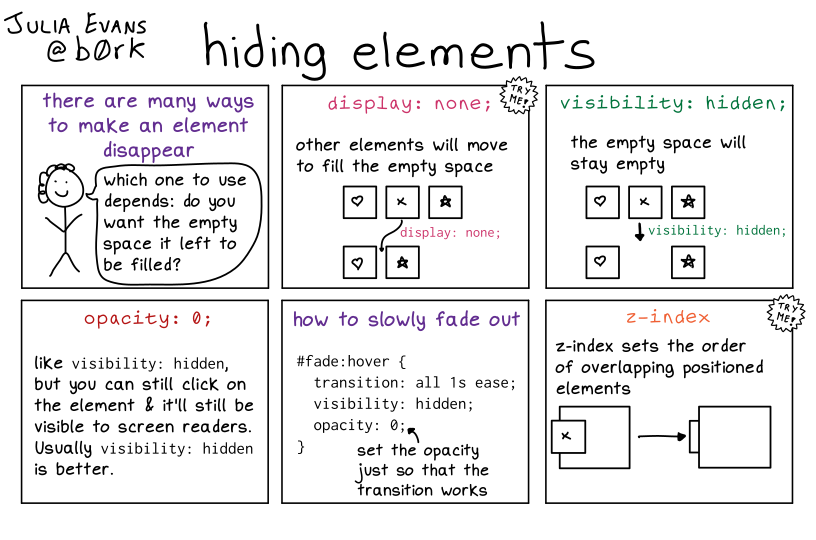 JULIA EVANS
@b0rk
hiding elements
there are many ways
to make an element
disappear
which one to use
depends: do you
want the empty
space it left to
be filled?
display: none;
TRY
ME!
other elements will move
to fill the empty space
x
display: none;
visibility: hidden;
the empty space will
stay empty
x
visibility: hidden;
opacity: 0;
like visibility: hidden,
but you can still click on
the element & it'll still be
visible to screen readers.
Usually visibility: hidden
is better.
how to slowly fade out
#fade:hover {
transition: all 1s ease;
visibility: hidden;
opacity: 0;
}
set the opacity
just so that the
transition works
z-index
TRY
ME!
z-index sets the order
of overlapping positioned
elements
x